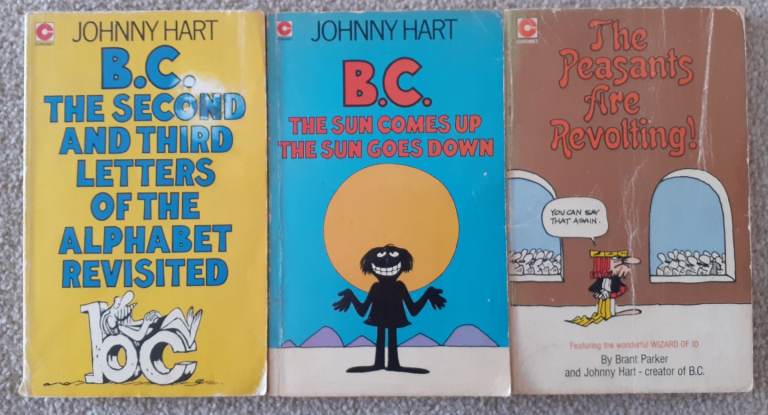 JOHNNY HART
B.C.
THE SECOND
AND THIRD
LETTERS
OF THE
ALPHABET
REVISITED
b.c.
JOHNNY HART
B.C.
THE SUN COMES UP
THE SUN GOES DOWN
The
Peasants
Are
Revolting!
YOU CAN SAY
THAT AGAIN.
Featuring the wonderful WIZARD OF ID
By Brant Parker
and Johnny Hart - creator of B.C.